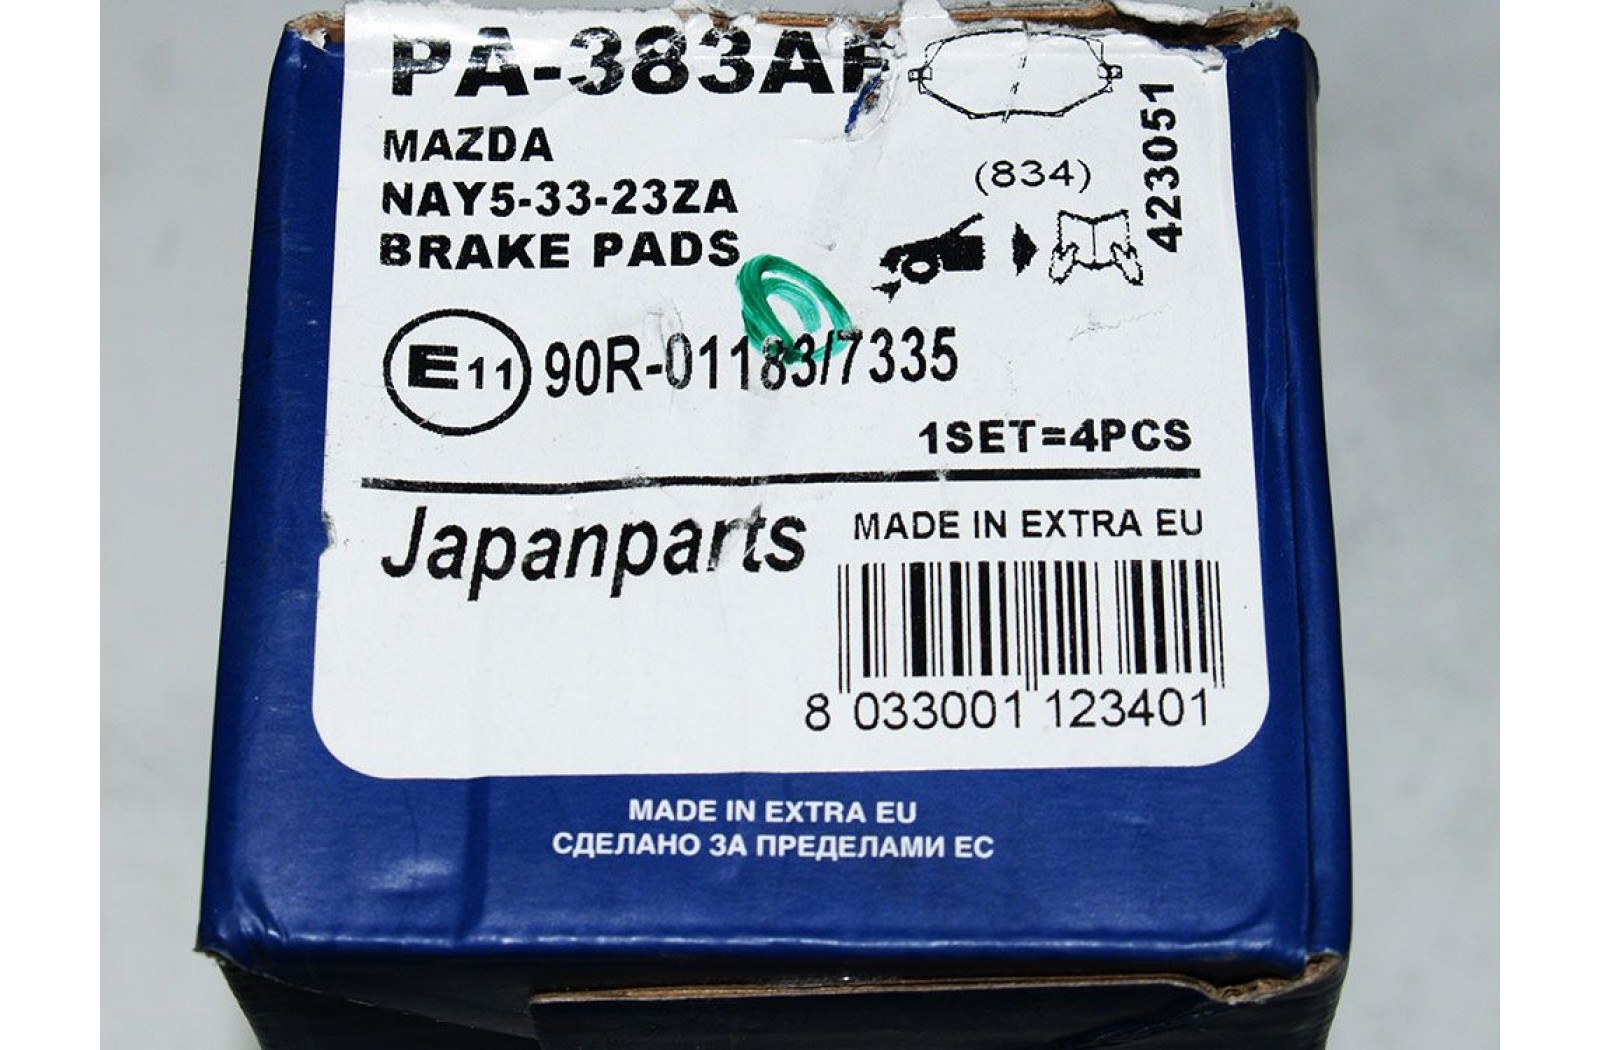 PA-383AF
MAZDA
NAY5-33-23ZA
BRAKE PADS
(834)
423051
E11 90R-01183/7335
1SET=4PCS
Japanparts
MADE IN EXTRA EU
8 033001 123401
MADE IN EXTRA EU
СДЕЛАНО ЗА ПРЕДЕЛАМИ ЕС